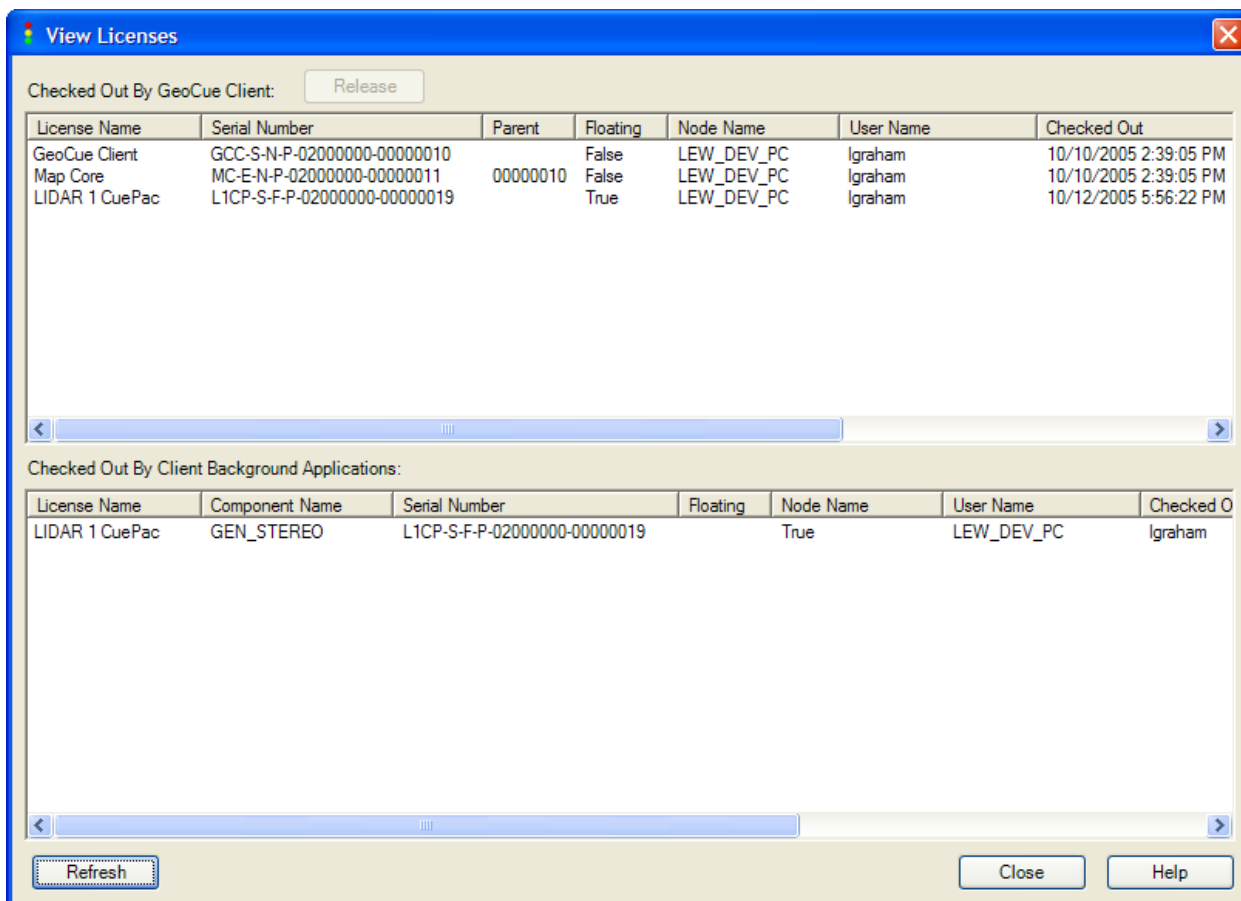 View Licenses
Checked Out By GeoCue Client: Release
License Name Serial Number Parent Floating Node Name User Name Checked Out
GeoCue Client GCC-S-N-P-02000000-00000010 False LEW_DEV_PC lgraham 10/10/2005 2:39:05 PM
Map Core MC-E-N-P-02000000-00000011 00000010 False LEW_DEV_PC lgraham 10/10/2005 2:39:05 PM
LIDAR 1 CuePac L1CP-S-F-P-02000000-00000019 True LEW_DEV_PC lgraham 10/12/2005 5:56:22 PM
Checked Out By Client Background Applications:
License Name Component Name Serial Number Floating Node Name User Name Checked O
LIDAR 1 CuePac GEN_STEREO L1CP-S-F-P-02000000-00000019 True LEW_DEV_PC lgraham
Refresh Close Help